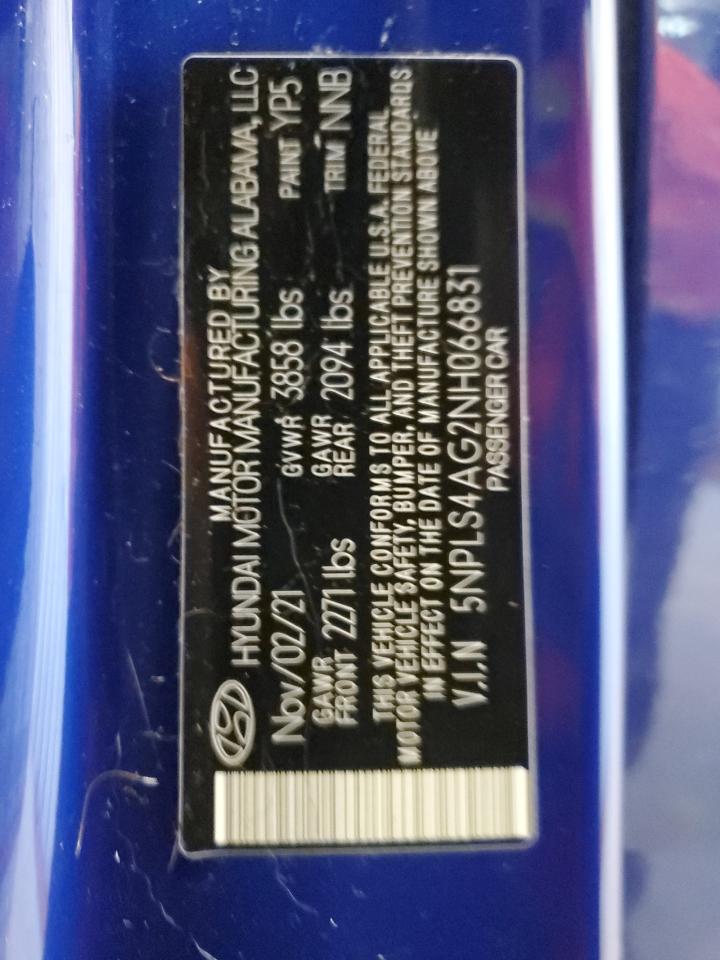 MANUFACTURED BY
HYUNDAI MOTOR MANUFACTURING ALABAMA, LLC
Nov/02/21 GVWR 3858 lbs PAINT YP5
GAWR FRONT 2271 lbs GAWR REAR 2094 lbs TRIM NNB
THIS VEHICLE CONFORMS TO ALL APPLICABLE U.S.A. FEDERAL
MOTOR VEHICLE SAFETY, BUMPER, AND THEFT PREVENTION STANDARDS
IN EFFECT ON THE DATE OF MANUFACTURE SHOWN ABOVE
V.I.N 5NPLS4AG2NH066831
PASSENGER CAR